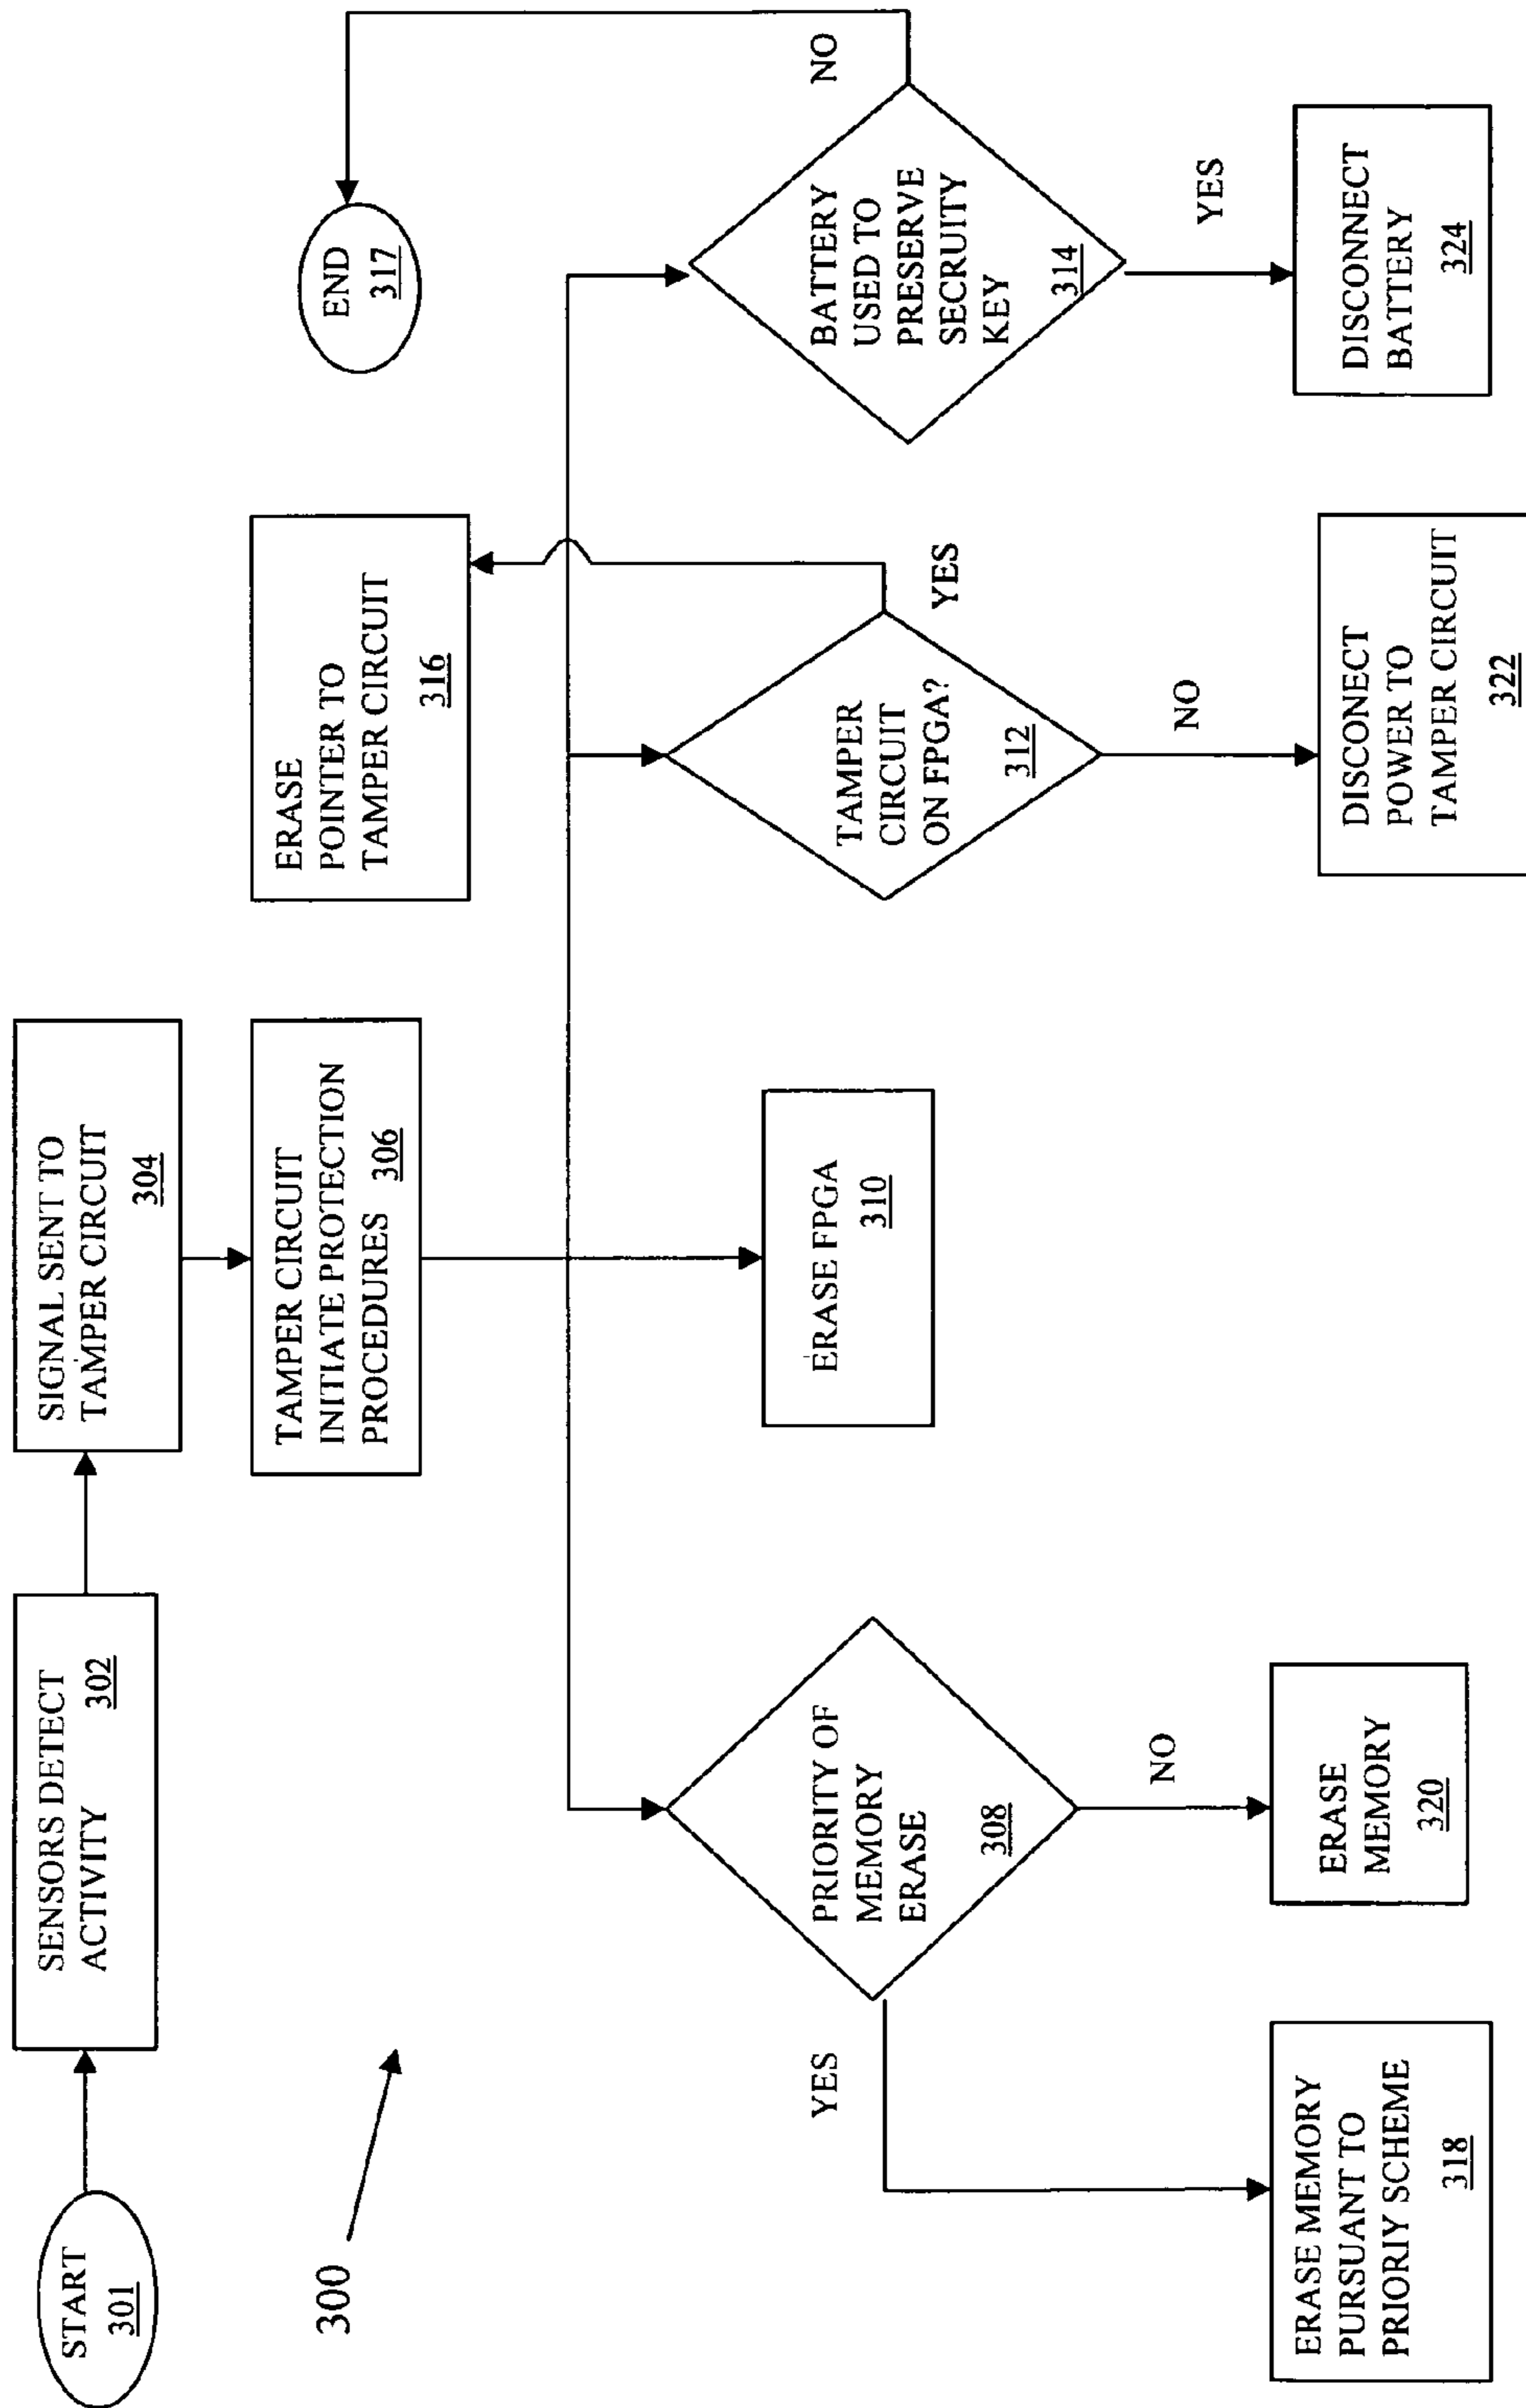 START
301
SENSORS DETECT
ACTIVITY 302
SIGNAL SENT TO
TAMPER CIRCUIT
304
TAMPER CIRCUIT
INITIATE PROTECTION
PROCEDURES 306
300
ERASE
POINTER TO
TAMPER CIRCUIT
316
END
317
PRIORITY OF
MEMORY
ERASE
308
YES
NO
ERASE FPGA
310
TAMPER
CIRCUIT
ON FPGA?
312
YES
NO
BATTERY
USED TO
PRESERVE
SECRUITY
KEY
314
NO
YES
ERASE MEMORY
PURSUANT TO
PRIORIY SCHEME
318
ERASE
MEMORY
320
DISCONECT
POWER TO
TAMPER CIRCUIT
322
DISCONNECT
BATTERY
324